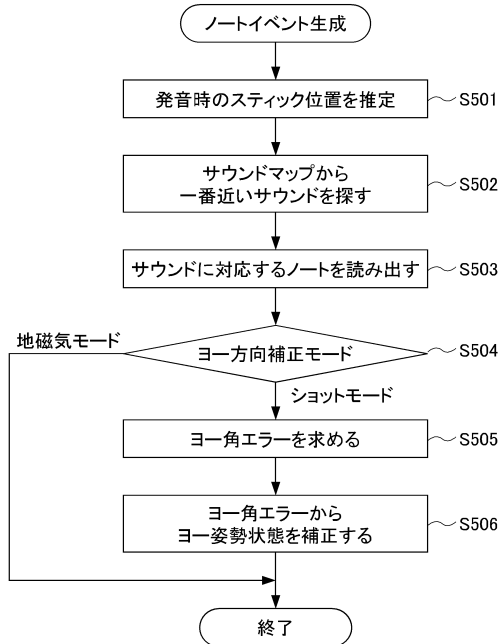 ノートイベント生成
発音時のスティック位置を推定
S501
サウンドマップから
一番近いサウンドを探す
S502
サウンドに対応するノートを読み出す
S503
地磁気モード
ヨー方向補正モード
S504
ショットモード
ヨー角エラーを求める
S505
ヨー角エラーから
ヨー姿勢状態を補正する
S506
終了